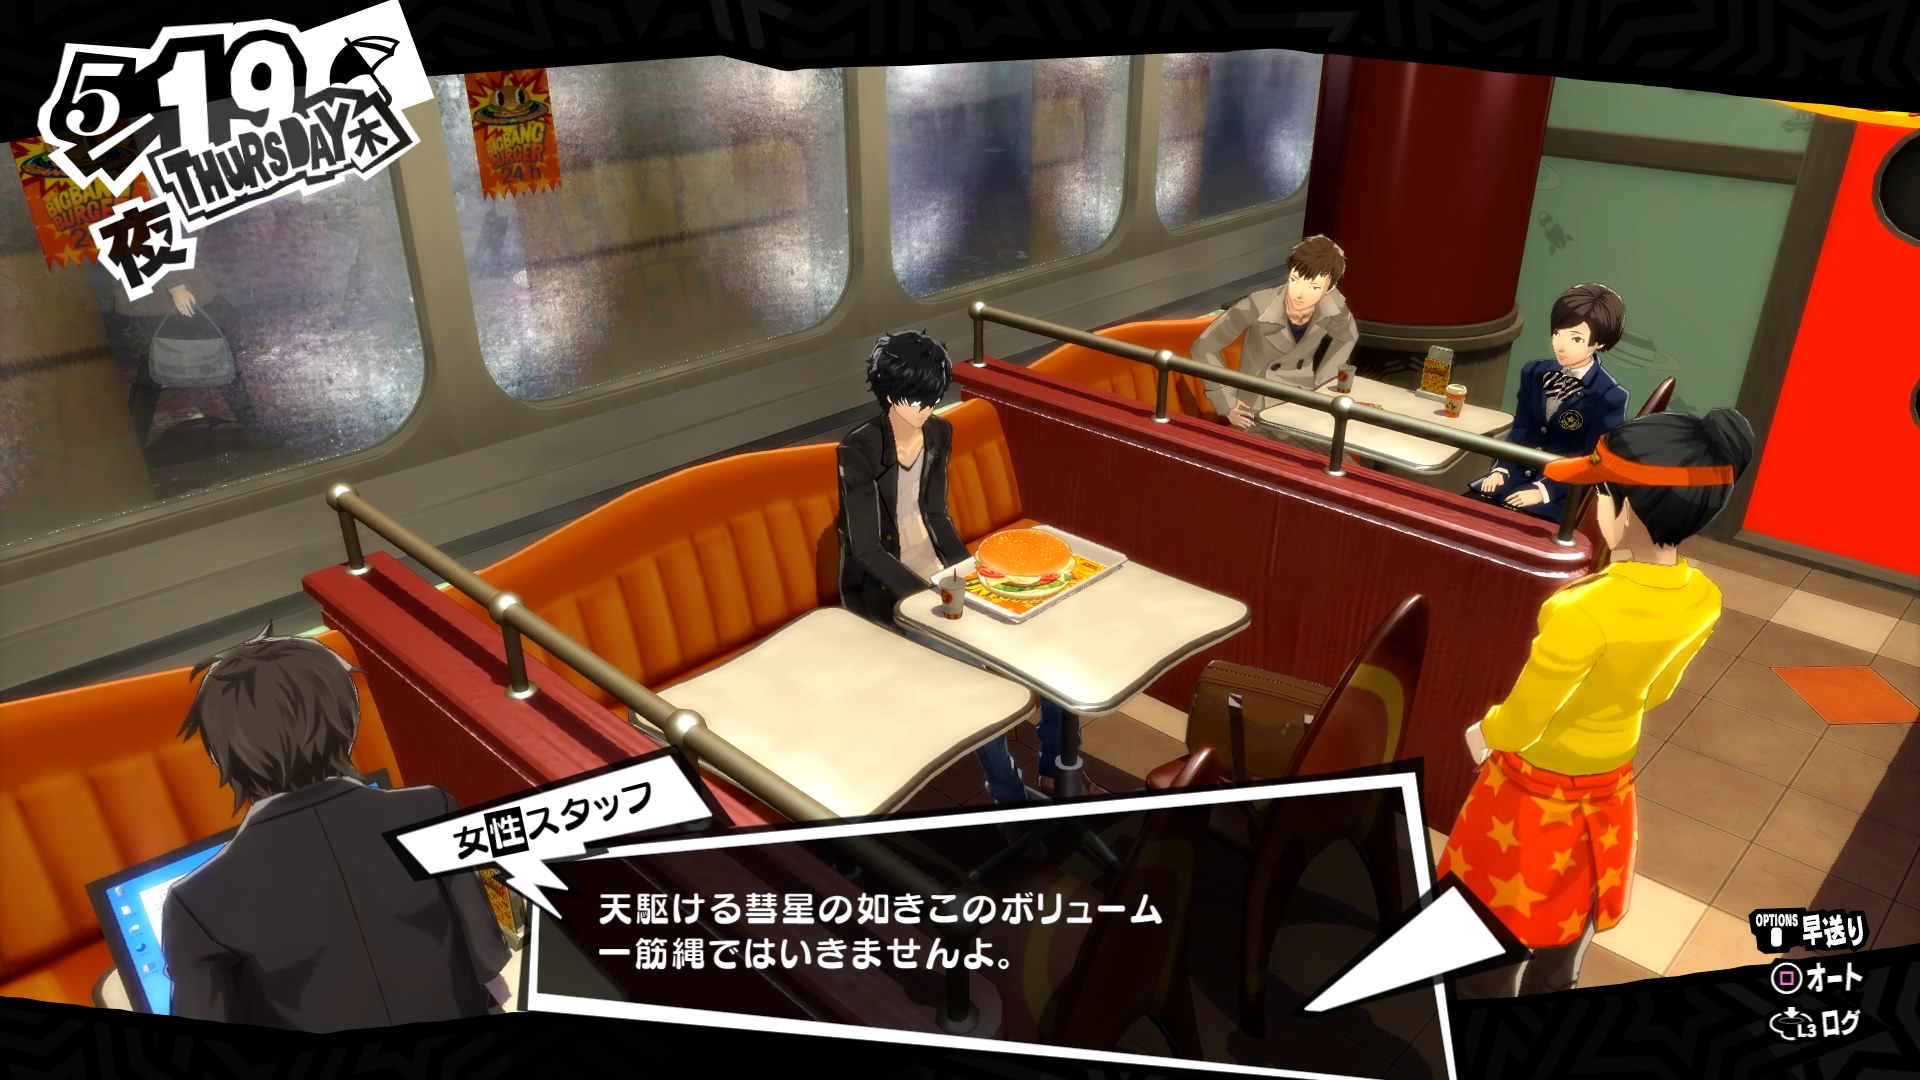 5/19
THURSDAY 木
夜
BIGBANG
BURGER
BIGBANG
BURGER
24h
女性スタッフ
天駆ける彗星の如きこのボリューム
一筋縄ではいきませんよ。
OPTIONS 早送り
オート
L3 ログ